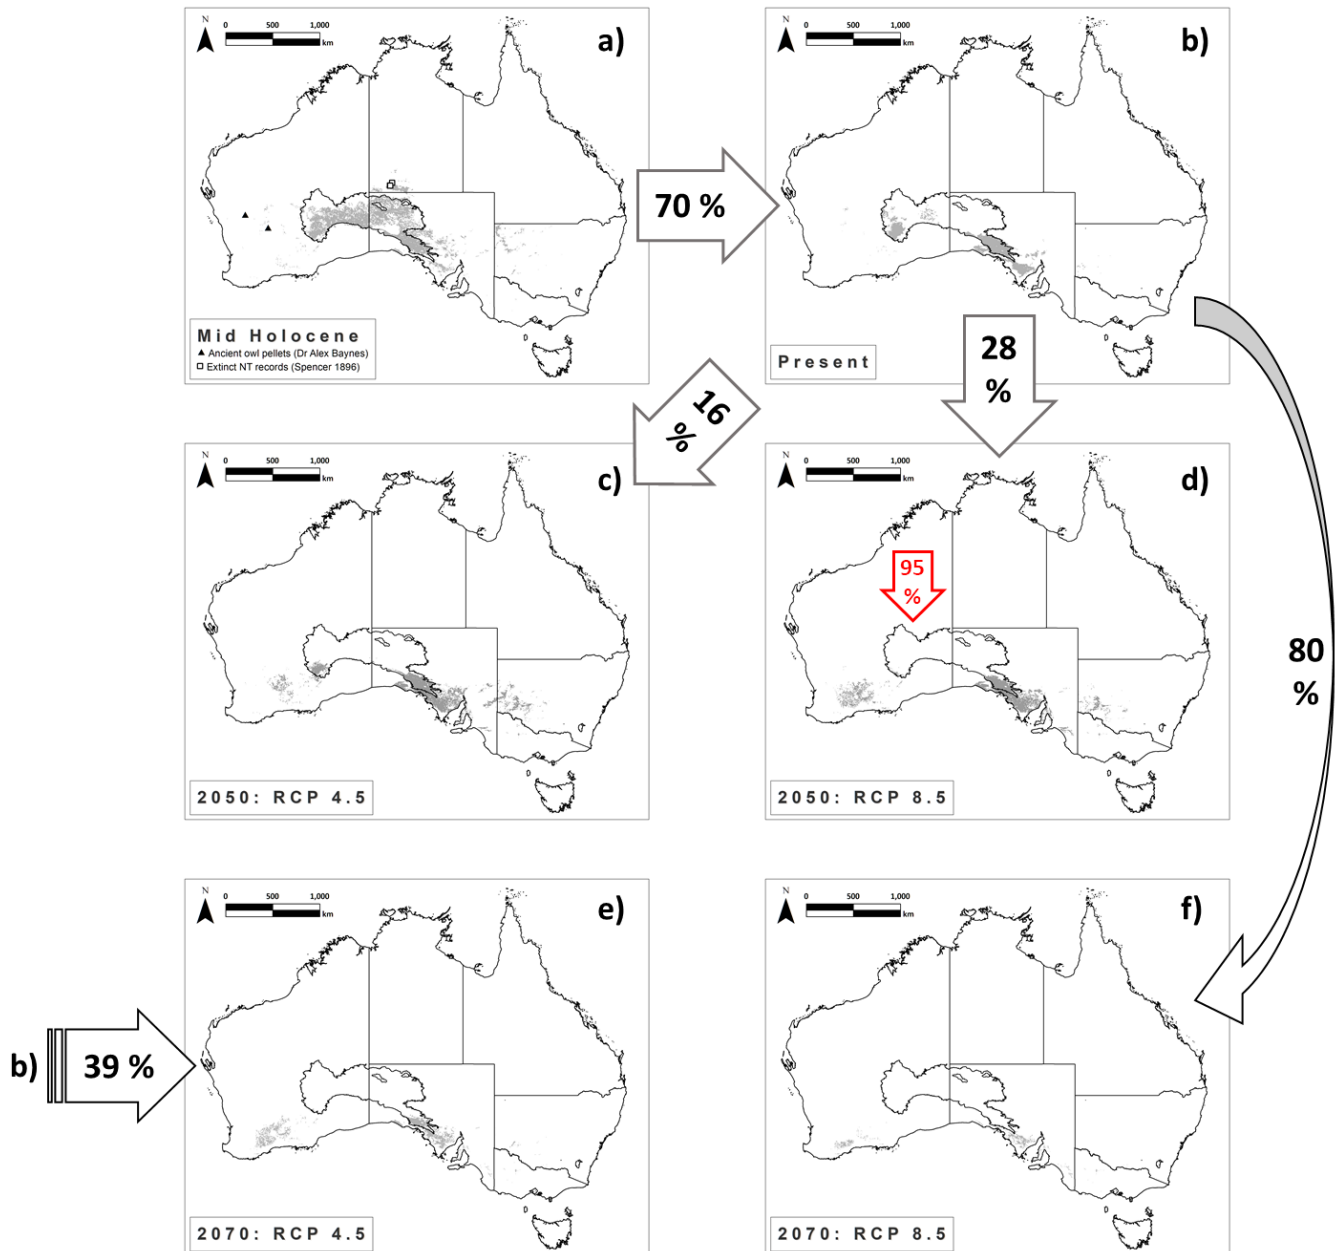 N
0 500 1,000
km
a)
Mid Holocene
▲ Ancient owl pellets (Dr Alex Baynes)
□ Extinct NT records (Spencer 1896)
70 %
N
0 500 1,000
km
b)
Present
16
%
28
%
N
0 500 1,000
km
c)
2050: RCP 4.5
N
0 500 1,000
km
d)
95
%
2050: RCP 8.5
80
%
b)
39 %
N
0 500 1,000
km
e)
2070: RCP 4.5
N
0 500 1,000
km
f)
2070: RCP 8.5